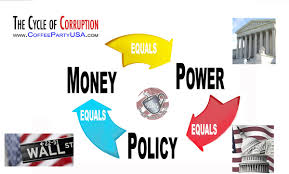 THE CYCLE OF CORRUPTION
WWW.COFFEEPARTYUSA.COM
EQUALS
MONEY
POWER
EQUALS
EQUALS
POLICY
WALL ST